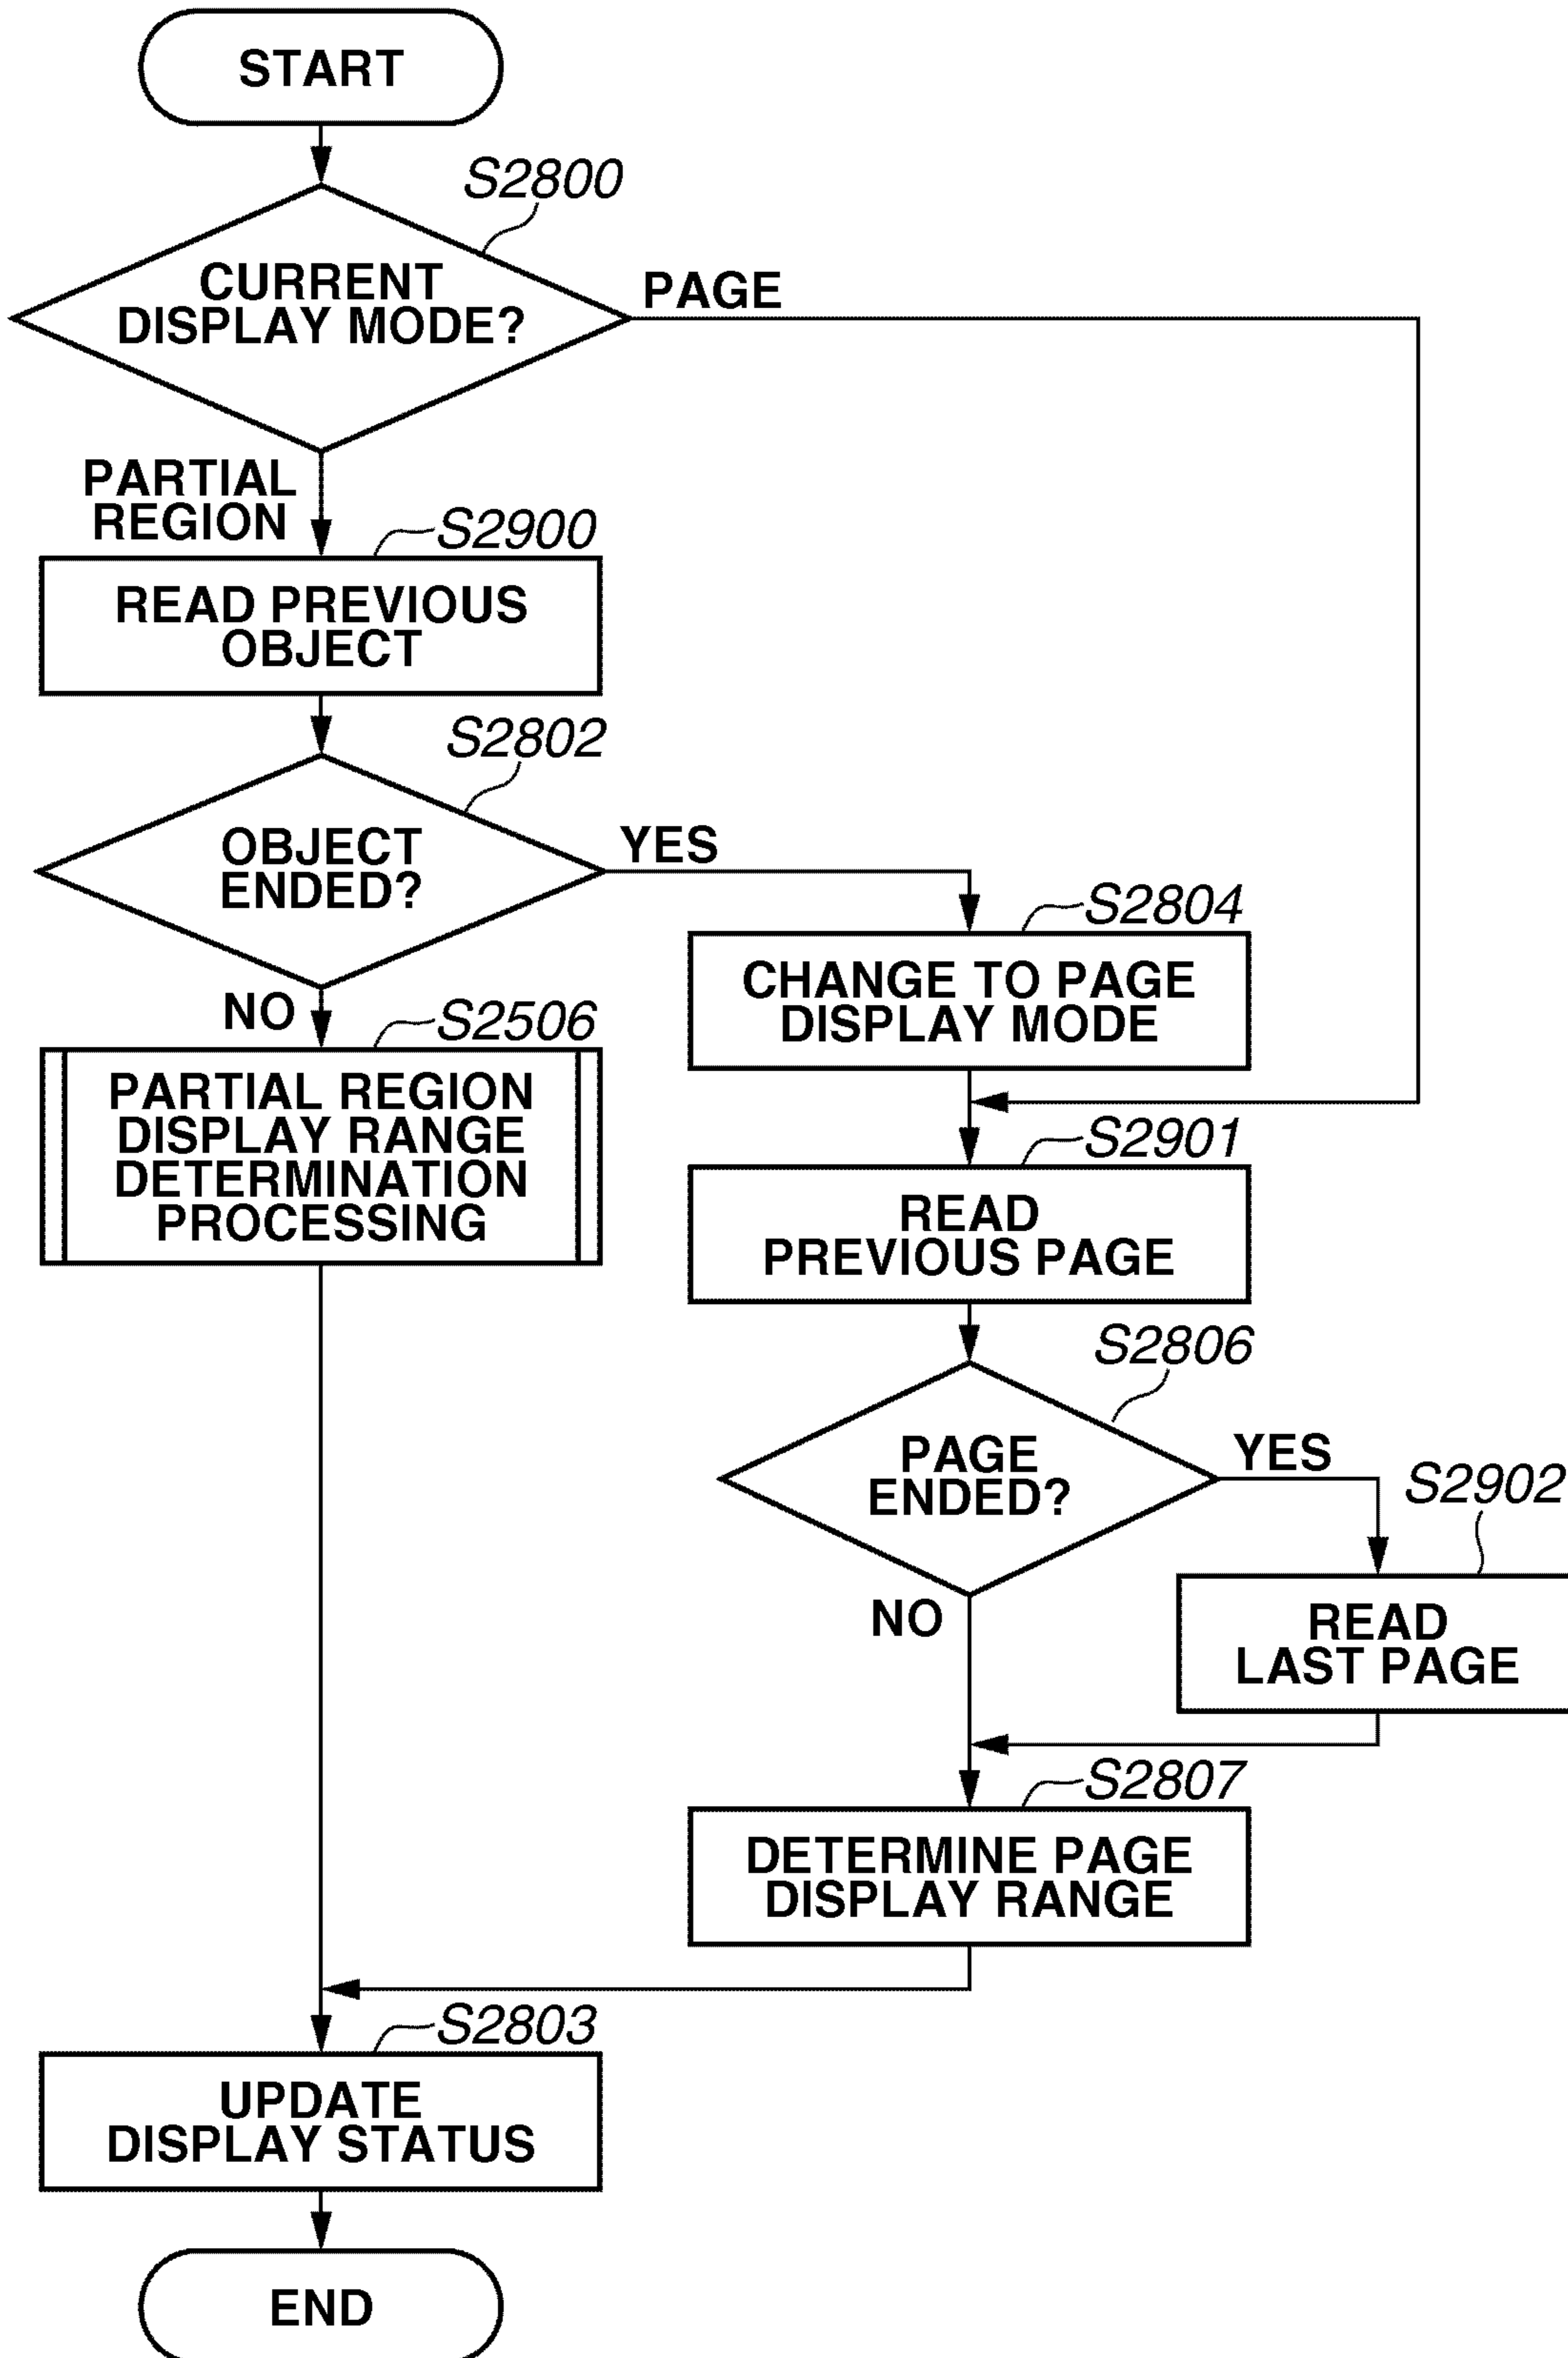 START
S2800
CURRENT
DISPLAY MODE?
PAGE
PARTIAL
REGION
S2900
READ PREVIOUS
OBJECT
S2802
OBJECT
ENDED?
YES
S2804
CHANGE TO PAGE
DISPLAY MODE
NO
S2506
PARTIAL REGION
DISPLAY RANGE
DETERMINATION
PROCESSING
S2901
READ
PREVIOUS PAGE
S2806
PAGE
ENDED?
YES
S2902
NO
READ
LAST PAGE
S2807
DETERMINE PAGE
DISPLAY RANGE
S2803
UPDATE
DISPLAY STATUS
END